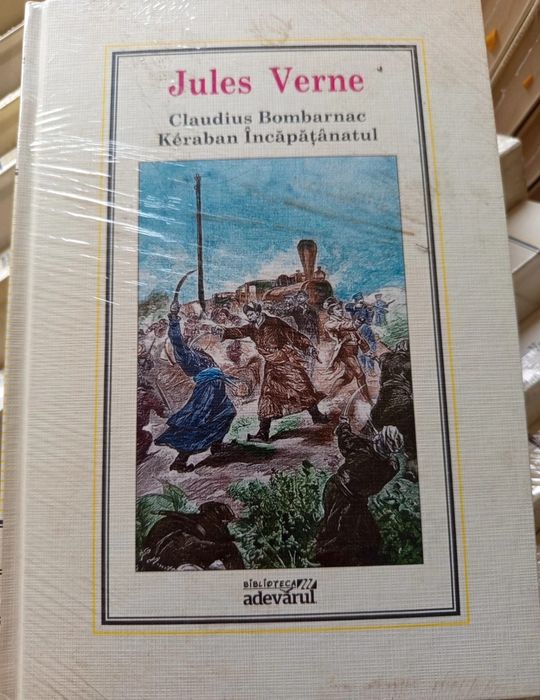 Jules Verne
Claudius Bombarnac
Kéraban Încăpățânatul
BIBLIOTECA
adevărul